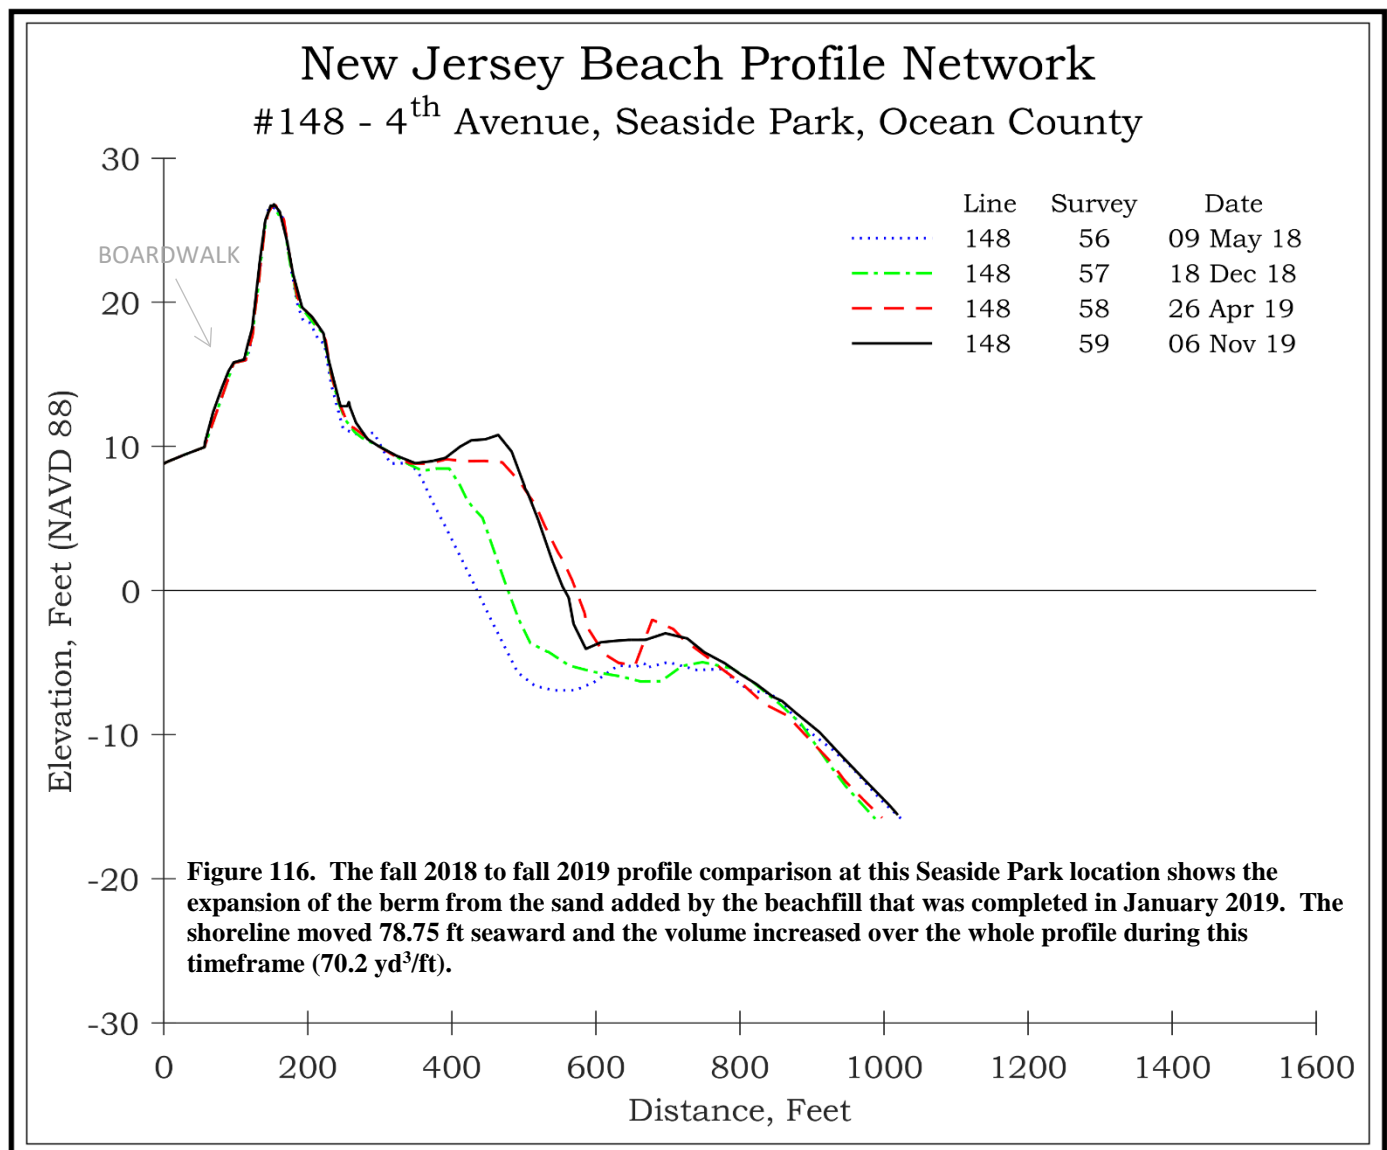 New Jersey Beach Profile Network
#148 - 4th Avenue, Seaside Park, Ocean County
30
20
10
0
-10
-20
-30
Elevation, Feet (NAVD 88)
BOARDWALK
Line Survey Date
148 56 09 May 18
148 57 18 Dec 18
148 58 26 Apr 19
148 59 06 Nov 19
Figure 116. The fall 2018 to fall 2019 profile comparison at this Seaside Park location shows the
expansion of the berm from the sand added by the beachfill that was completed in January 2019. The
shoreline moved 78.75 ft seaward and the volume increased over the whole profile during this
timeframe (70.2 yd³/ft).
0 200 400 600 800 1000 1200 1400 1600
Distance, Feet